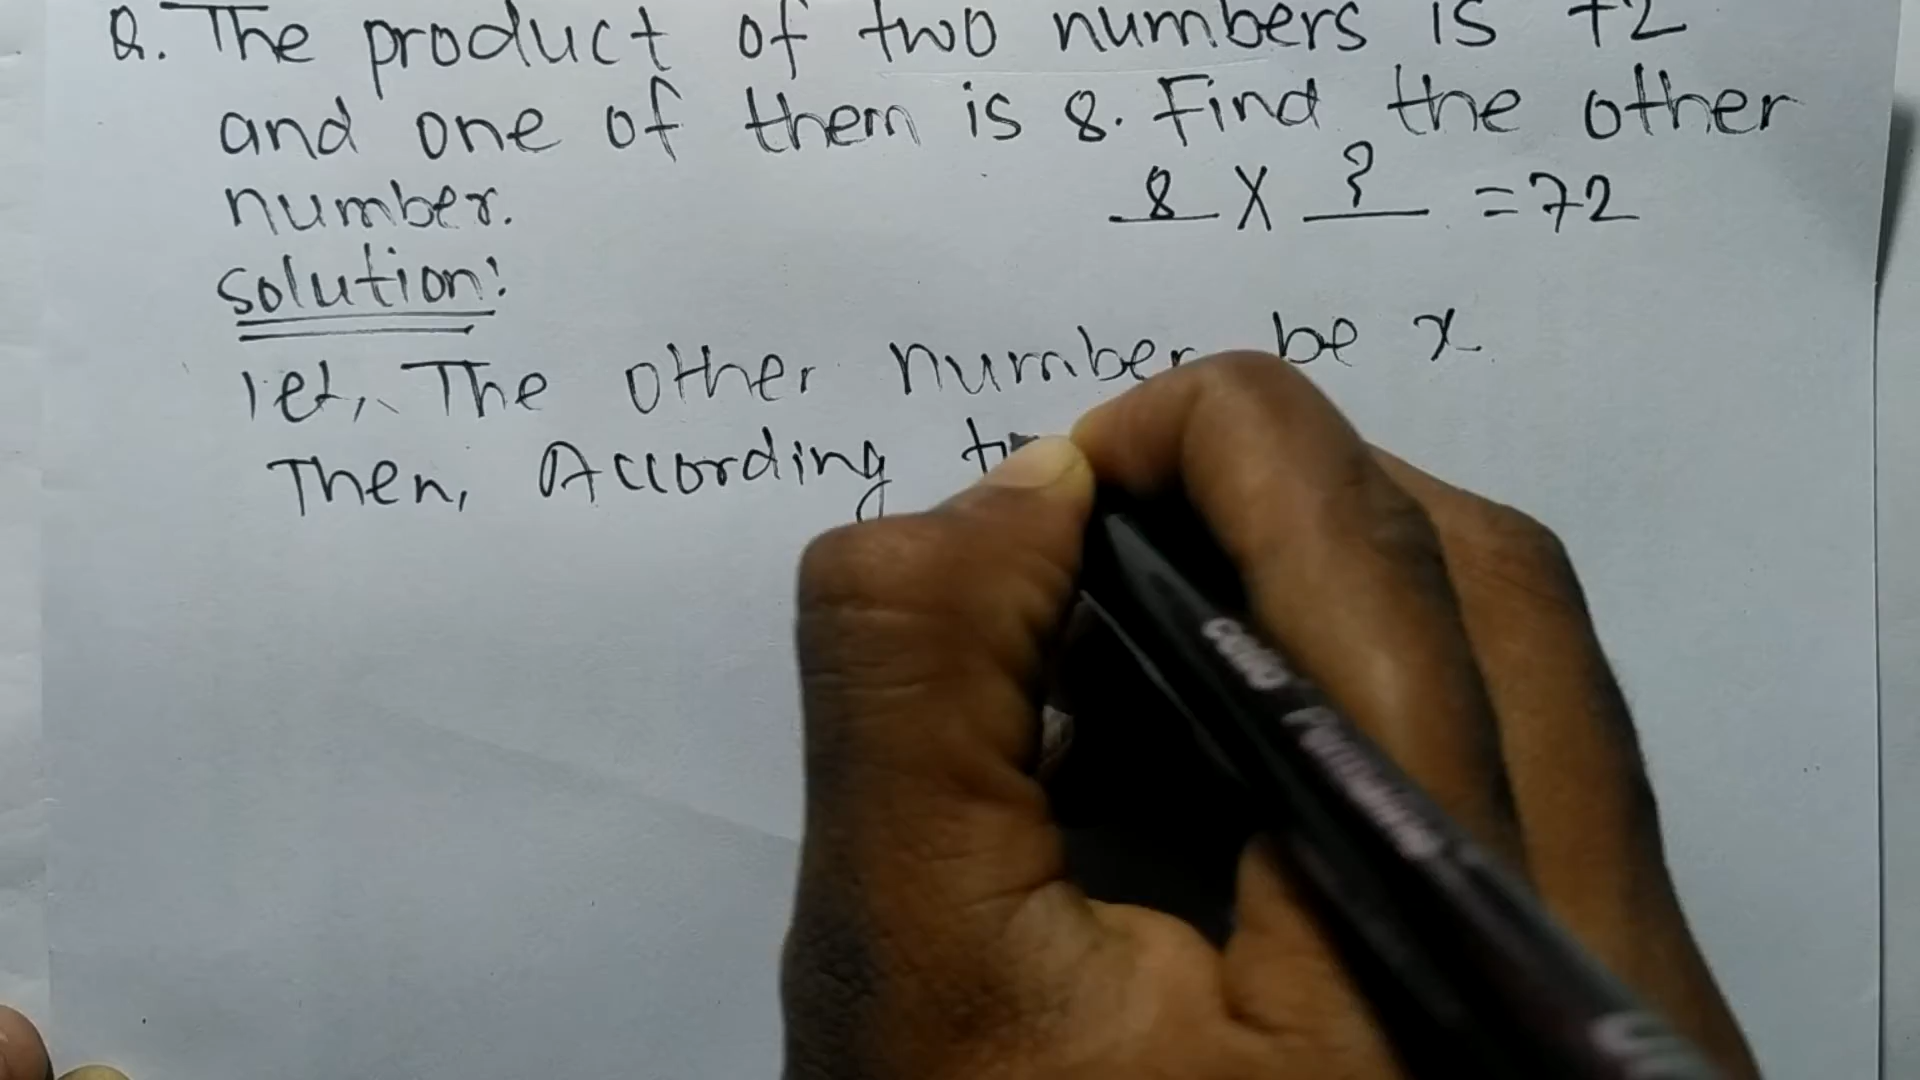 Q. The product of two numbers is 72
and one of them is 8. Find the other
number.
8 X ? = 72
Solution:
let, The other number be x
Then, According
cello